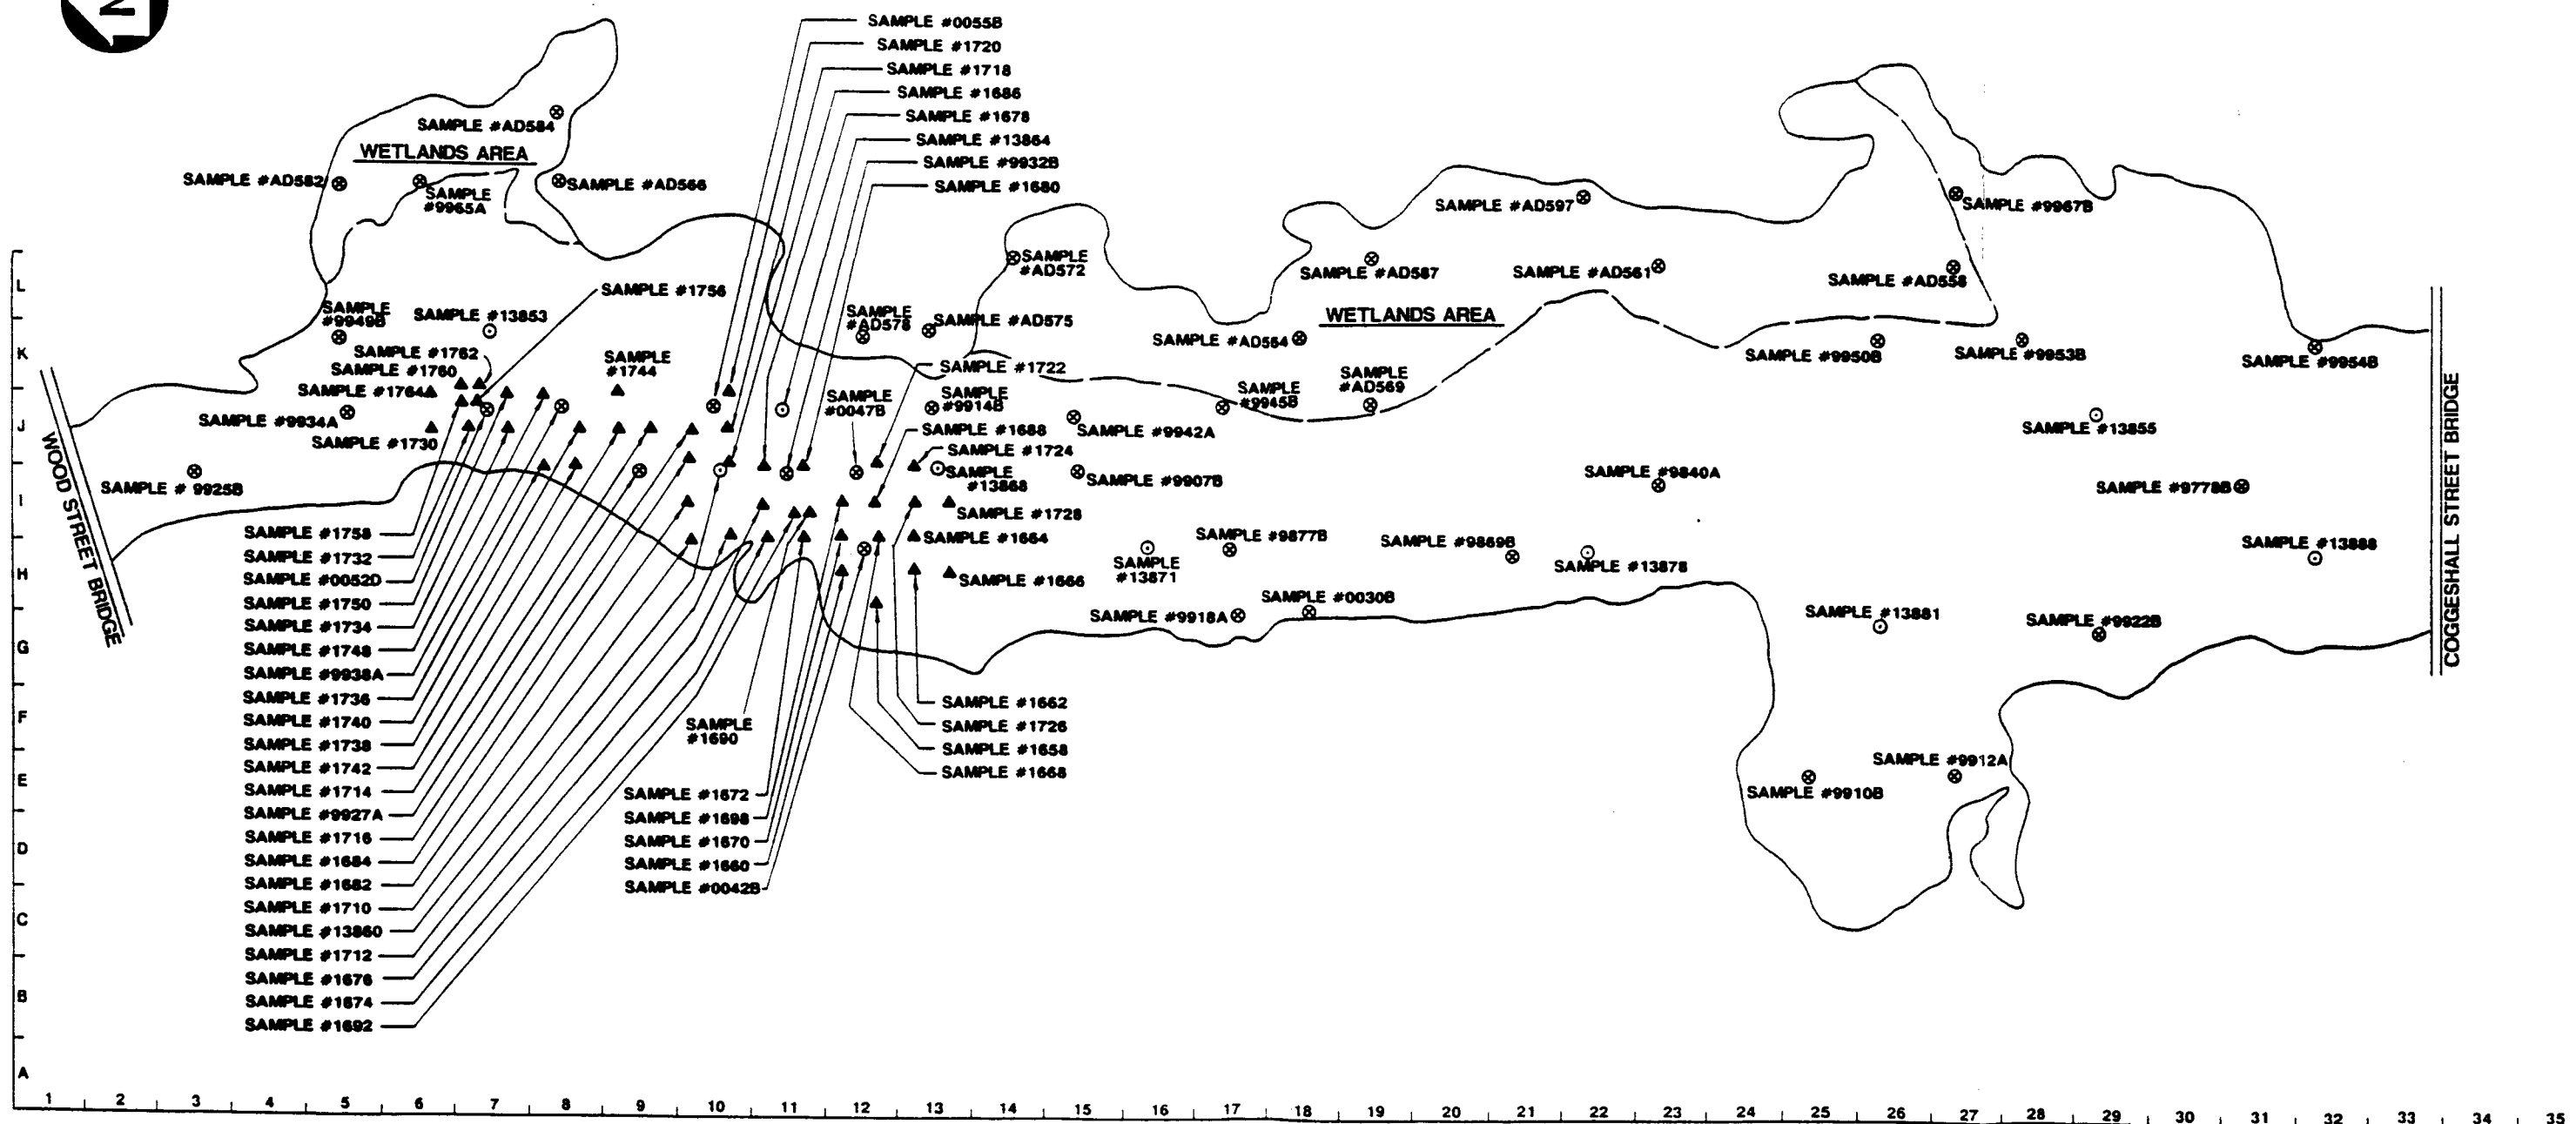 N
SAMPLE #0055B
SAMPLE #1720
SAMPLE #1718
SAMPLE #1686
SAMPLE #1678
SAMPLE #13864
SAMPLE #9932B
SAMPLE #1680
SAMPLE #AD584
WETLANDS AREA
SAMPLE #AD582
SAMPLE
#9965A
SAMPLE #AD566
SAMPLE #AD597
SAMPLE #9967B
SAMPLE
#AD572
SAMPLE #AD587
SAMPLE #AD561
SAMPLE #AD558
SAMPLE #1756
SAMPLE
#9949B
SAMPLE #13853
SAMPLE
#AD578
SAMPLE #AD575
WETLANDS AREA
SAMPLE #AD564
SAMPLE #1762
SAMPLE #1760
SAMPLE #1764
SAMPLE
#1744
SAMPLE #1722
SAMPLE
#AD569
SAMPLE #9950B
SAMPLE #9953B
SAMPLE #9954B
SAMPLE #9934A
SAMPLE #1730
SAMPLE
#0047B
SAMPLE
#9914B
SAMPLE
#9945B
SAMPLE #1688
SAMPLE #9942A
SAMPLE #13855
SAMPLE #1724
SAMPLE
#13868
SAMPLE #9907B
SAMPLE #9840A
SAMPLE #9778B
SAMPLE # 9925B
SAMPLE #1728
SAMPLE #1664
SAMPLE #9877B
SAMPLE
#13871
SAMPLE #9869B
SAMPLE #13878
SAMPLE #13888
SAMPLE #1666
SAMPLE #9918A
SAMPLE #0030B
SAMPLE #13881
SAMPLE #9922B
WOOD STREET BRIDGE
COGGESHALL STREET BRIDGE
SAMPLE #1758
SAMPLE #1732
SAMPLE #0052D
SAMPLE #1750
SAMPLE #1734
SAMPLE #1748
SAMPLE #9938A
SAMPLE #1736
SAMPLE #1740
SAMPLE #1738
SAMPLE #1742
SAMPLE #1714
SAMPLE #9927A
SAMPLE #1716
SAMPLE #1684
SAMPLE #1682
SAMPLE #1710
SAMPLE #13860
SAMPLE #1712
SAMPLE #1676
SAMPLE #1674
SAMPLE #1692
SAMPLE
#1690
SAMPLE #1672
SAMPLE #1698
SAMPLE #1670
SAMPLE #1660
SAMPLE #0042B
SAMPLE #1662
SAMPLE #1726
SAMPLE #1658
SAMPLE #1668
SAMPLE #9912A
SAMPLE #9910B
L
K
J
I
H
G
F
E
D
C
B
A
1 2 3 4 5 6 7 8 9 10 11 12 13 14 15 16 17 18 19 20 21 22 23 24 25 26 27 28 29 30 31 32 33 34 35